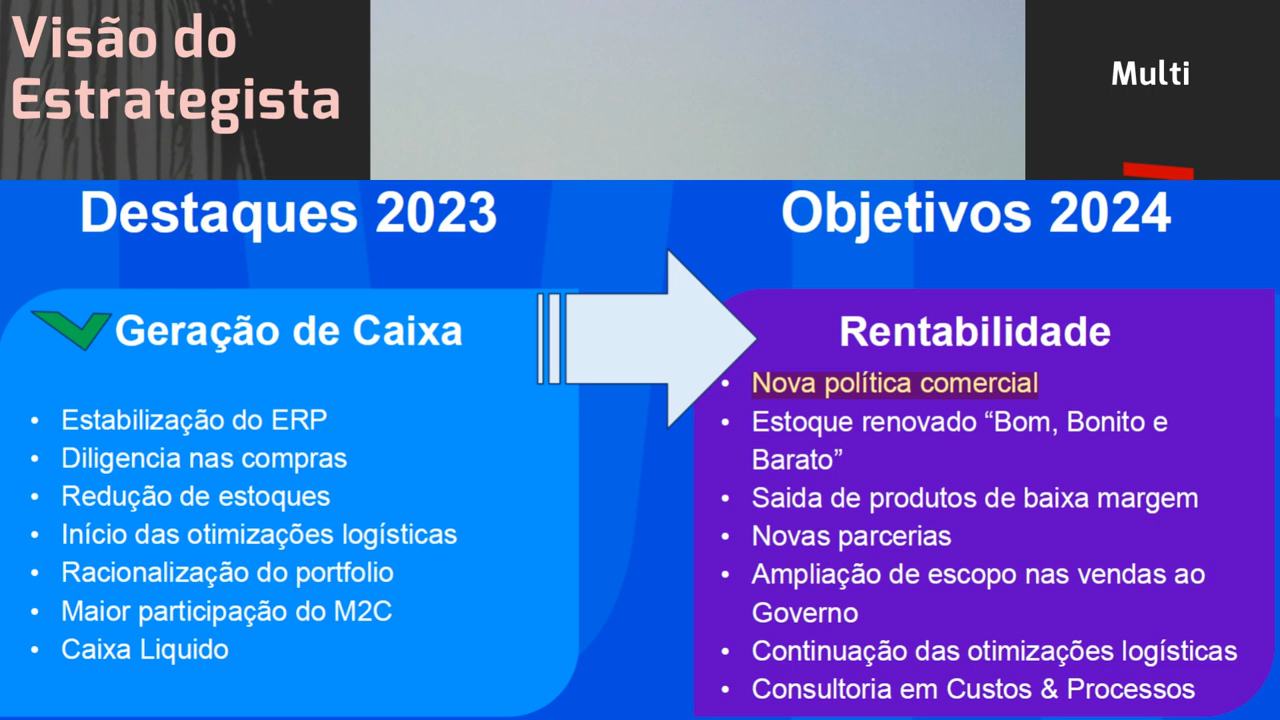 Visão do
Estrategista
Multi
Destaques 2023
Geração de Caixa
• Estabilização do ERP
• Diligencia nas compras
• Redução de estoques
• Início das otimizações logísticas
• Racionalização do portfolio
• Maior participação do M2C
• Caixa Liquido
Objetivos 2024
Rentabilidade
• Nova política comercial
• Estoque renovado “Bom, Bonito e
Barato”
• Saida de produtos de baixa margem
• Novas parcerias
• Ampliação de escopo nas vendas ao
Governo
• Continuação das otimizações logísticas
• Consultoria em Custos & Processos